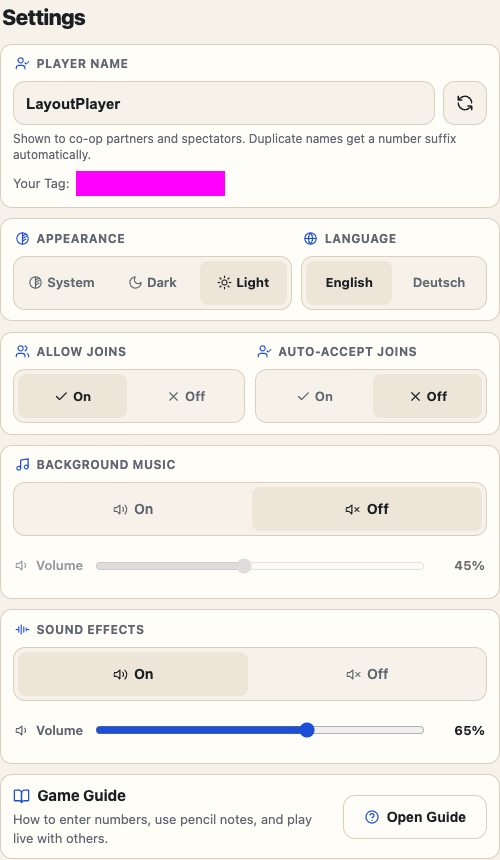 Settings
PLAYER NAME
LayoutPlayer
Shown to co-op partners and spectators. Duplicate names get a number suffix
automatically.
Your Tag:
APPEARANCE
LANGUAGE
System Dark Light
English Deutsch
ALLOW JOINS
AUTO-ACCEPT JOINS
On Off
On Off
BACKGROUND MUSIC
On Off
Volume 45%
SOUND EFFECTS
On Off
Volume 65%
Game Guide
How to enter numbers, use pencil notes, and play
live with others.
Open Guide